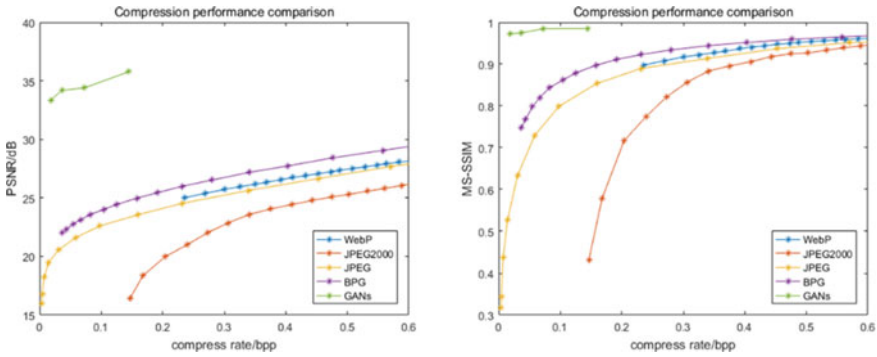 Compression performance comparison
40
35
30
25
20
15
PSNR/dB
0
0.1
0.2
0.3
0.4
0.5
0.6
compress rate/bpp
WebP
JPEG2000
JPEG
BPG
GANs
Compression performance comparison
1
0.9
0.8
0.7
0.6
0.5
0.4
0.3
MS-SSIM
0
0.1
0.2
0.3
0.4
0.5
0.6
compress rate/bpp
WebP
JPEG2000
JPEG
BPG
GANs